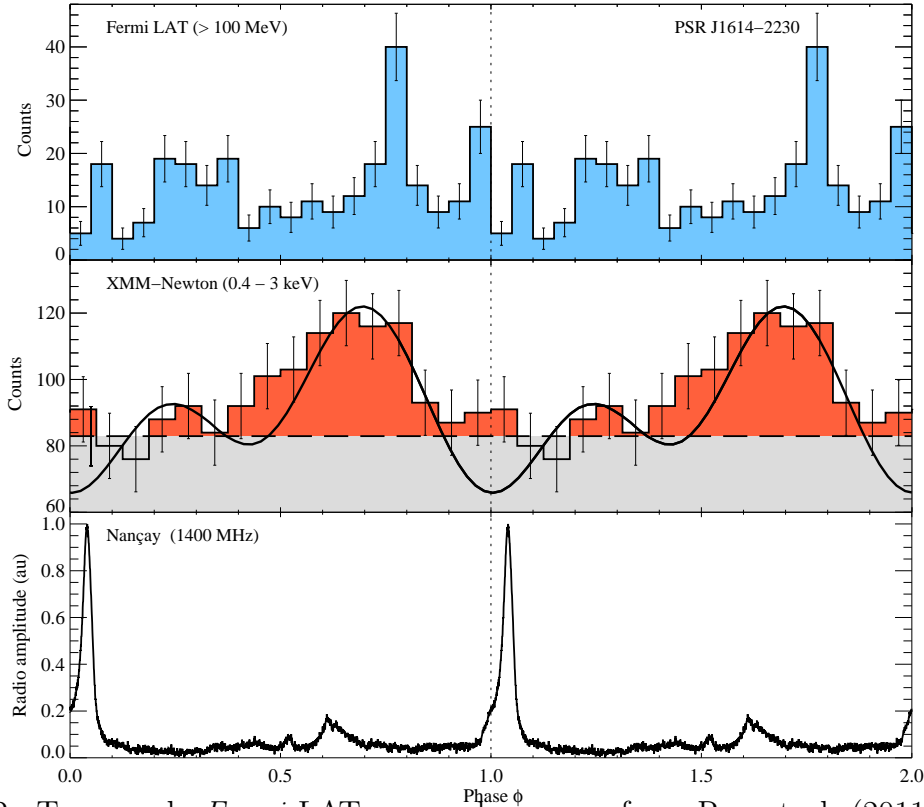 Fermi LAT (> 100 MeV)
PSR J1614−2230
Counts
40
30
20
10
0
XMM−Newton (0.4 − 3 keV)
Counts
120
100
80
60
Nançay (1400 MHz)
Radio amplitude (au)
1.0
0.8
0.6
0.4
0.2
0.0
0.0
0.5
1.0
1.5
2.0
Phase ϕ